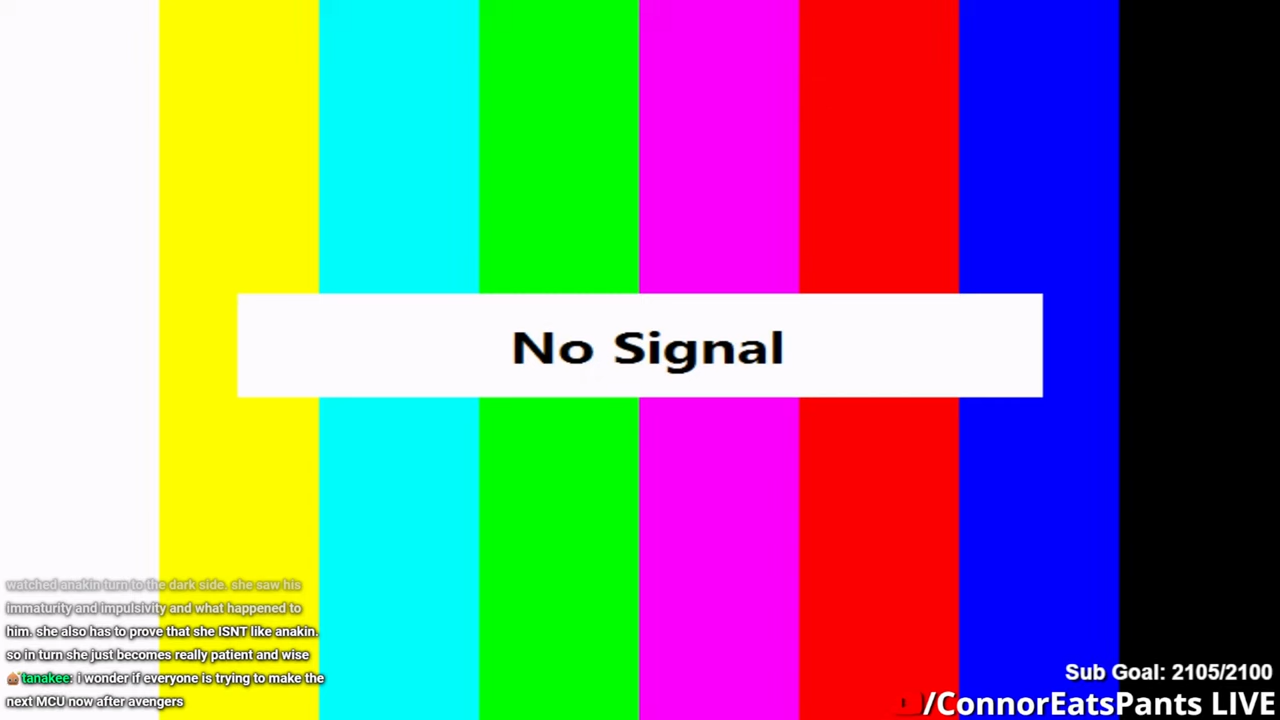 No Signal
watched anakin turn to the dark side. she saw his
immaturity and impulsivity and what happened to
him. she also has to prove that she ISNT like anakin.
so in turn she just becomes really patient and wise
tanakee: i wonder if everyone is trying to make the
next MCU now after avengers
Sub Goal: 2105/2100
/ConnorEatsPants LIVE